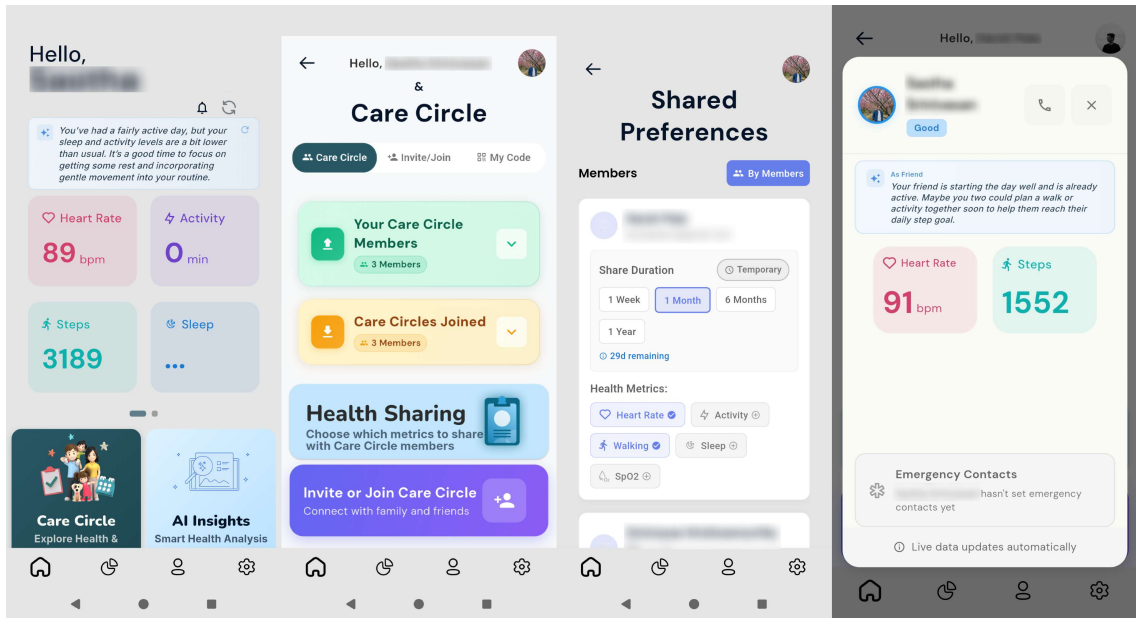 Hello,
You've had a fairly active day, but your
sleep and activity levels are a bit lower
than usual. It's a good time to focus on
getting some rest and incorporating
gentle movement into your routine.
Heart Rate
89 bpm
Activity
0 min
Steps
3189
Sleep
...
Care Circle
Explore Health &
AI Insights
Smart Health Analysis
Hello,
&
Care Circle
Care Circle
Invite/Join
My Code
Your Care Circle
Members
3 Members
Care Circles Joined
3 Members
Health Sharing
Choose which metrics to share
with Care Circle members
Invite or Join Care Circle
Connect with family and friends
Shared
Preferences
Members
By Members
Share Duration
Temporary
1 Week
1 Month
6 Months
1 Year
29d remaining
Health Metrics:
Heart Rate
Activity
Walking
Sleep
SpO2
Hello,
Good
As Friend
Your friend is starting the day well and is already
active. Maybe you two could plan a walk or
activity together soon to help them reach their
daily step goal.
Heart Rate
91 bpm
Steps
1552
Emergency Contacts
hasn't set emergency
contacts yet
Live data updates automatically